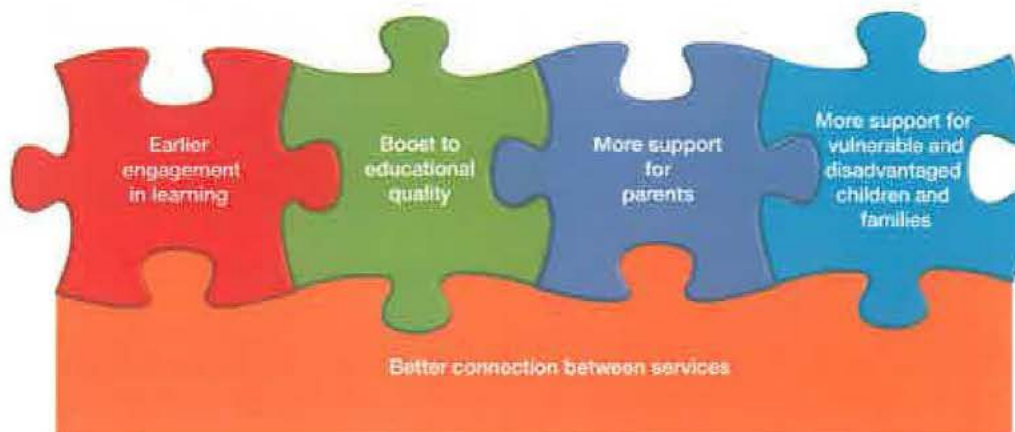 Earlier
engagement
in learning
Boost to
educational
quality
More support
for
parents
More support for
vulnerable and
disadvantaged
children and
families
Better connection between services